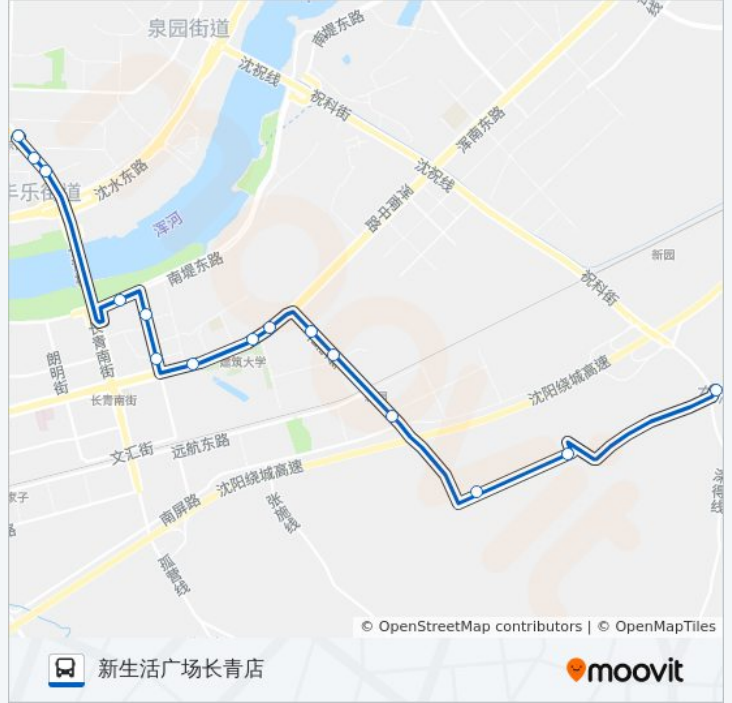 泉园街道
南堤东路
沈祝线
祝科街
浑南东路
沈水东路
沈祝线
浑南中路
浑河
南堤东路
新园
祝科街
朗明街
长青南街
建筑大学
长青南街
沈阳绕城高速
文汇街
远航东路
沈阳绕城高速
南屏路
张施线
孤营线
© OpenStreetMap contributors | © OpenMapTiles
新生活广场长青店
moovit